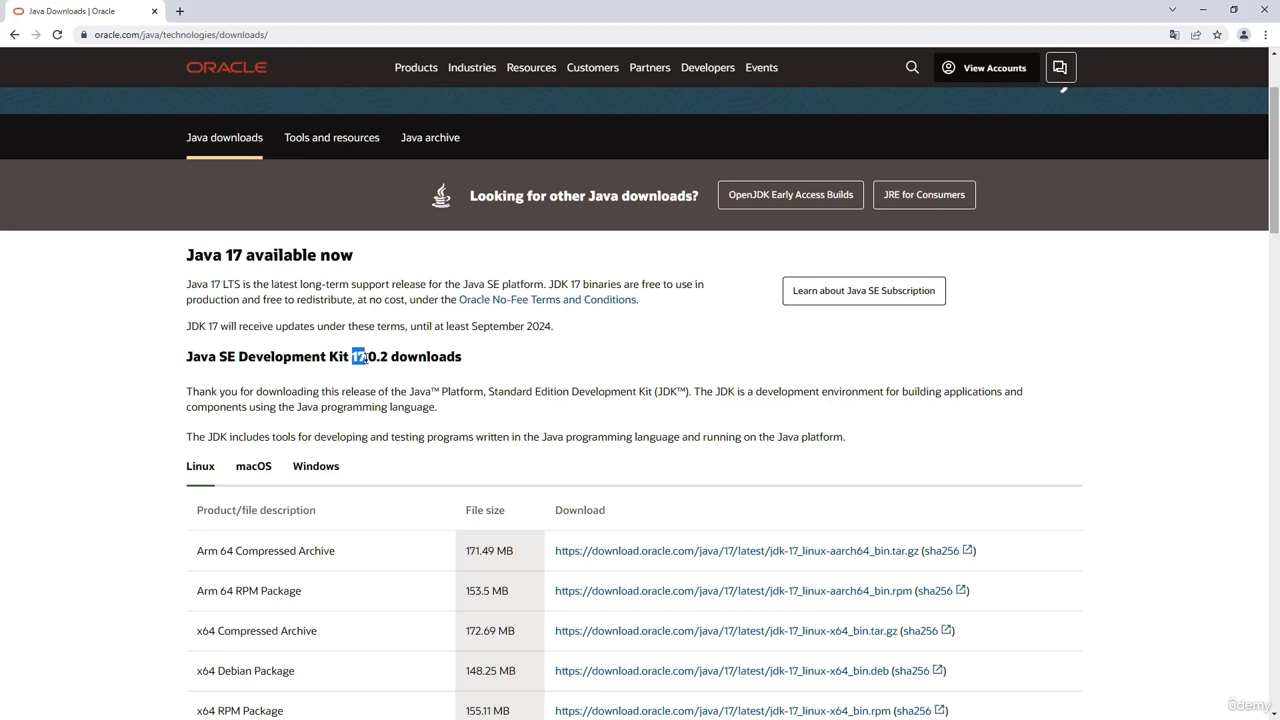 Java Downloads | Oracle
oracle.com/java/technologies/downloads/
ORACLE
Products Industries Resources Customers Partners Developers Events
View Accounts
Java downloads Tools and resources Java archive
Looking for other Java downloads? OpenJDK Early Access Builds JRE for Consumers
Java 17 available now
Java 17 LTS is the latest long-term support release for the Java SE platform. JDK 17 binaries are free to use in
production and free to redistribute, at no cost, under the Oracle No-Fee Terms and Conditions.
Learn about Java SE Subscription
JDK 17 will receive updates under these terms, until at least September 2024.
Java SE Development Kit 17.0.2 downloads
Thank you for downloading this release of the Java™ Platform, Standard Edition Development Kit (JDK™). The JDK is a development environment for building applications and
components using the Java programming language.
The JDK includes tools for developing and testing programs written in the Java programming language and running on the Java platform.
Linux macOS Windows
Product/file description File size Download
Arm 64 Compressed Archive 171.49 MB https://download.oracle.com/java/17/latest/jdk-17_linux-aarch64_bin.tar.gz (sha256)
Arm 64 RPM Package 153.5 MB https://download.oracle.com/java/17/latest/jdk-17_linux-aarch64_bin.rpm (sha256)
x64 Compressed Archive 172.69 MB https://download.oracle.com/java/17/latest/jdk-17_linux-x64_bin.tar.gz (sha256)
x64 Debian Package 148.25 MB https://download.oracle.com/java/17/latest/jdk-17_linux-x64_bin.deb (sha256)
x64 RPM Package 155.11 MB https://download.oracle.com/java/17/latest/jdk-17_linux-x64_bin.rpm (sha256)
ûdemy